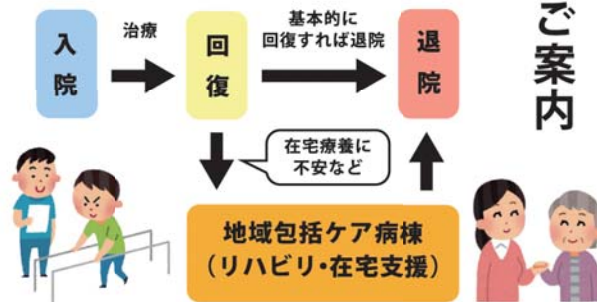 ご案内
入院
治療
回復
基本的に
回復すれば退院
退院
在宅療養に
不安など
地域包括ケア病棟
（リハビリ・在宅支援）